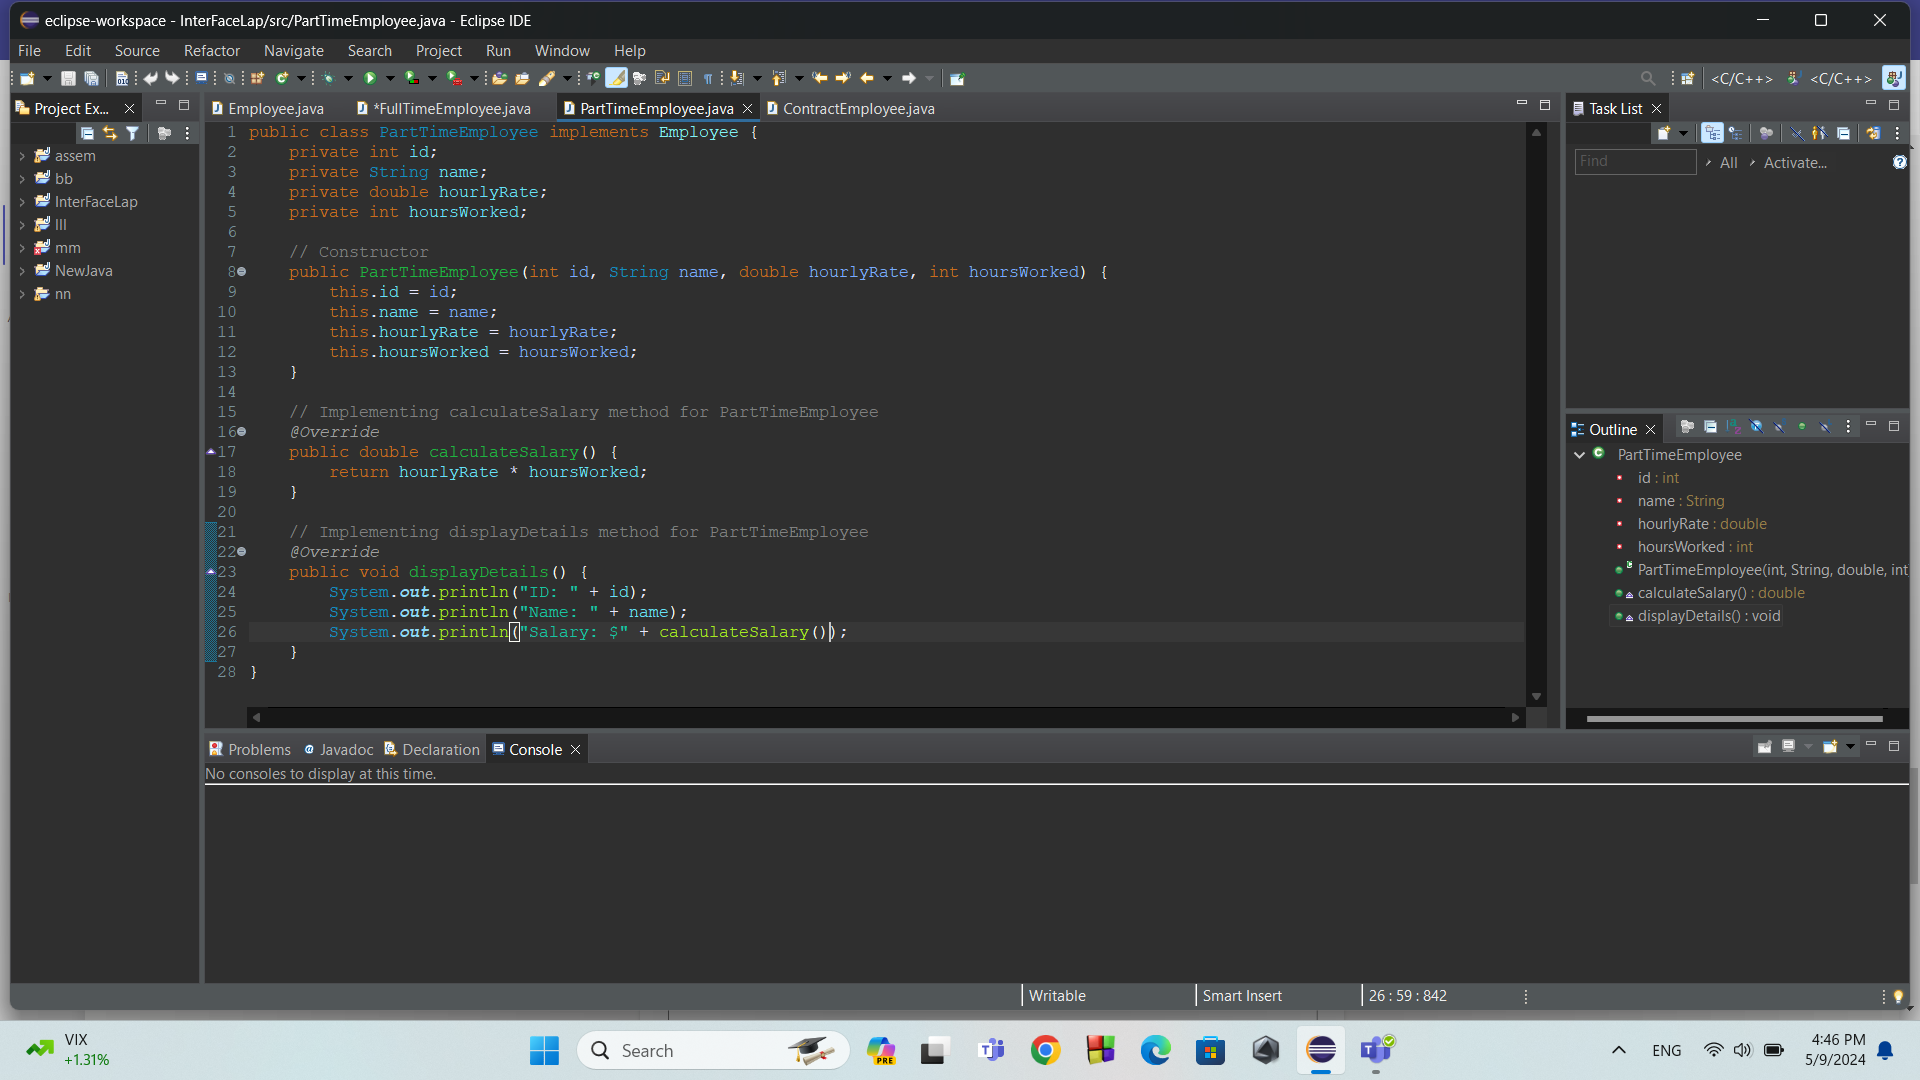 eclipse-workspace - InterFaceLap/src/PartTimeEmployee.java - Eclipse IDE
File Edit Source Refactor Navigate Search Project Run Window Help
<C/C++> <C/C++>
Project Ex...
assem
bb
InterFaceLap
lll
mm
NewJava
nn
Employee.java *FullTimeEmployee.java PartTimeEmployee.java ContractEmployee.java
1 public class PartTimeEmployee implements Employee {
2 private int id;
3 private String name;
4 private double hourlyRate;
5 private int hoursWorked;
6
7 // Constructor
8 public PartTimeEmployee(int id, String name, double hourlyRate, int hoursWorked) {
9 this.id = id;
10 this.name = name;
11 this.hourlyRate = hourlyRate;
12 this.hoursWorked = hoursWorked;
13 }
14
15 // Implementing calculateSalary method for PartTimeEmployee
16 @Override
17 public double calculateSalary() {
18 return hourlyRate * hoursWorked;
19 }
20
21 // Implementing displayDetails method for PartTimeEmployee
22 @Override
23 public void displayDetails() {
24 System.out.println("ID: " + id);
25 System.out.println("Name: " + name);
26 System.out.println("Salary: $" + calculateSalary());
27 }
28 }
Task List
Find All Activate...
Outline
PartTimeEmployee
id : int
name : String
hourlyRate : double
hoursWorked : int
PartTimeEmployee(int, String, double, int
calculateSalary() : double
displayDetails() : void
Problems Javadoc Declaration Console
No consoles to display at this time.
Writable Smart Insert 26 : 59 : 842
VIX
+1.31%
Search
PRE
ENG
4:46 PM
5/9/2024